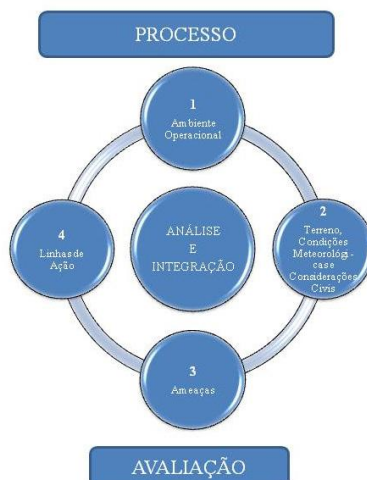 PROCESSO
1
Ambiente
Operacional
2
Terreno,
Condições
Meteorológi-
cas e
Considerações
Civis
ANÁLISE
E
INTEGRAÇÃO
4
Linhas de
Ação
3
Ameaças
AVALIAÇÃO